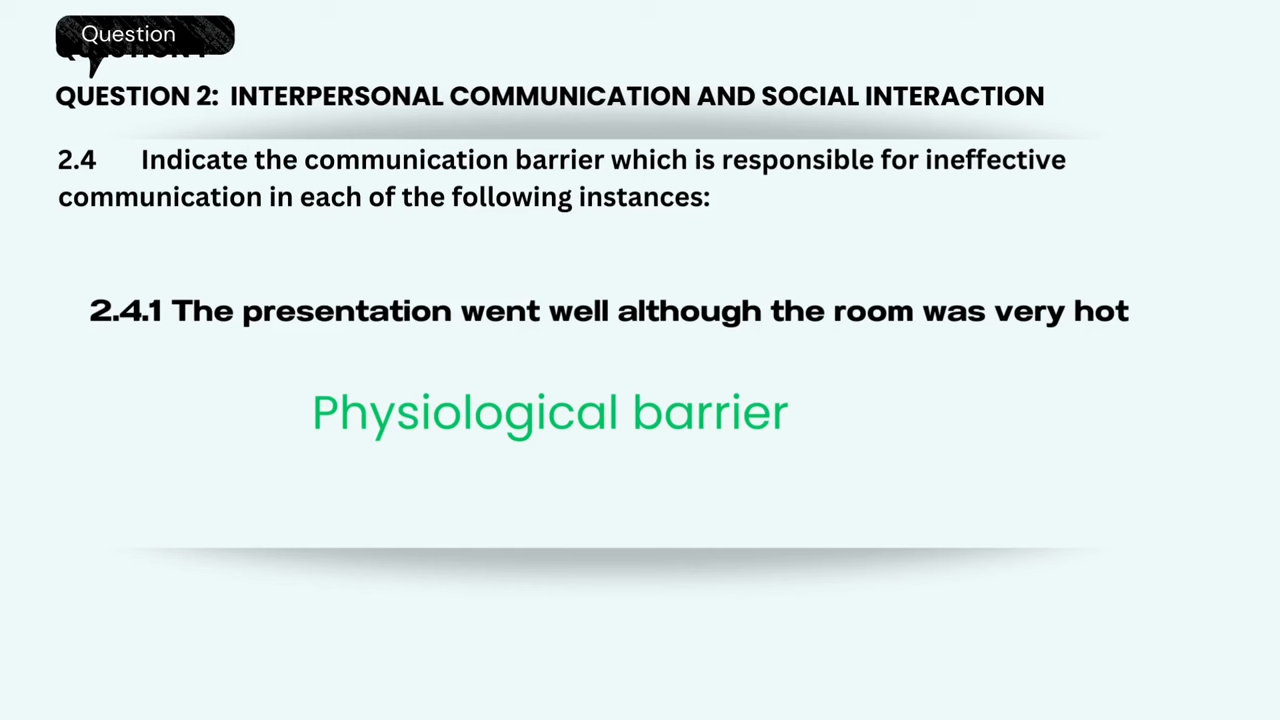 Question
QUESTION 2:  INTERPERSONAL COMMUNICATION AND SOCIAL INTERACTION
2.4 Indicate the communication barrier which is responsible for ineffective
communication in each of the following instances:
2.4.1 The presentation went well although the room was very hot
Physiological barrier